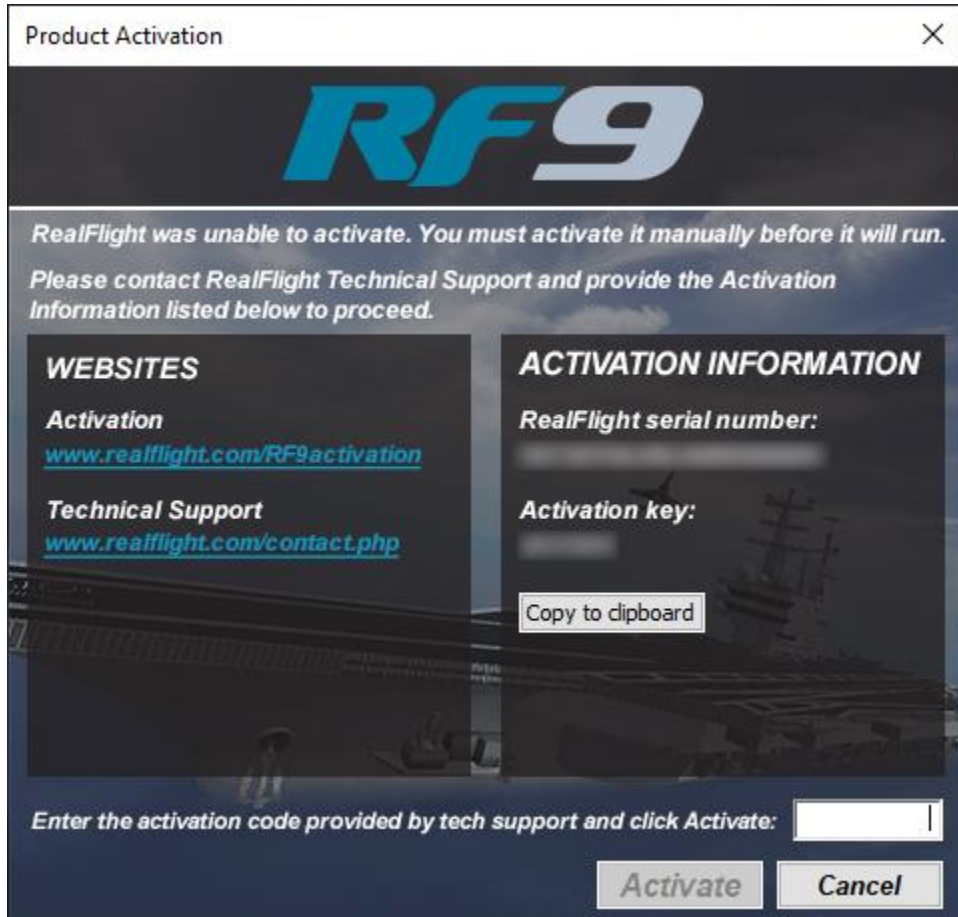 Product Activation
RF9
RealFlight was unable to activate. You must activate it manually before it will run.
Please contact RealFlight Technical Support and provide the Activation
Information listed below to proceed.
WEBSITES
Activation
www.realflight.com/RF9activation
Technical Support
www.realflight.com/contact.php
ACTIVATION INFORMATION
RealFlight serial number:
Activation key:
Copy to clipboard
Enter the activation code provided by tech support and click Activate:
Activate
Cancel